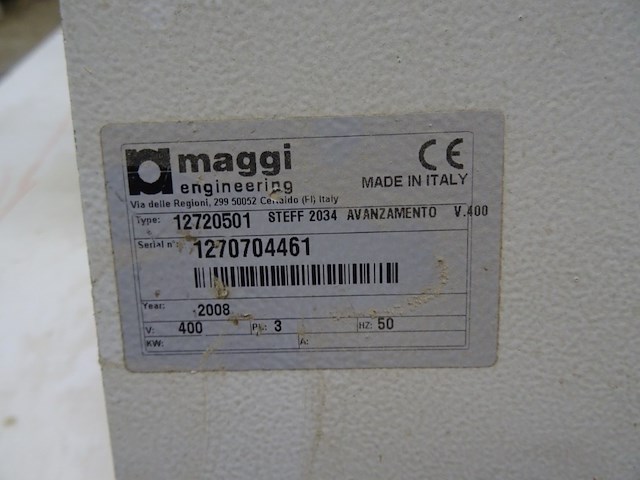 maggi
engineering
CE
MADE IN ITALY
Via delle Regioni, 299 50052 Certaldo (FI) Italy
Type: 12720501 STEFF 2034 AVANZAMENTO V.400
Serial n°: 1270704461
Year: 2008
V: 400 Ph: 3 HZ: 50
KW: A: